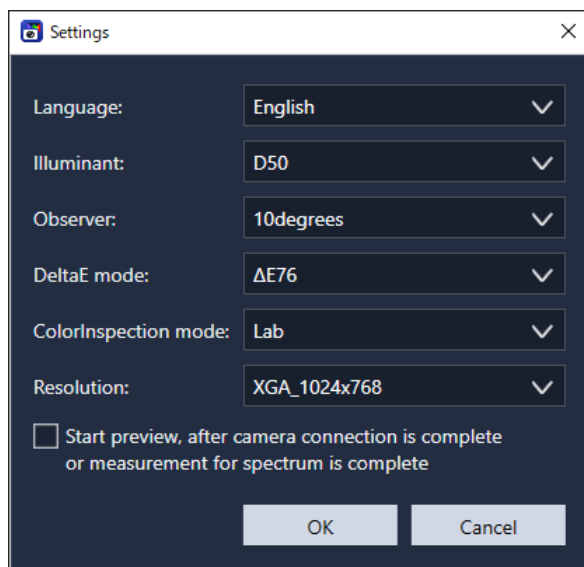 Settings
Language: English
Illuminant: D50
Observer: 10degrees
DeltaE mode: ΔE76
ColorInspection mode: Lab
Resolution: XGA_1024x768
Start preview, after camera connection is complete
or measurement for spectrum is complete
OK Cancel